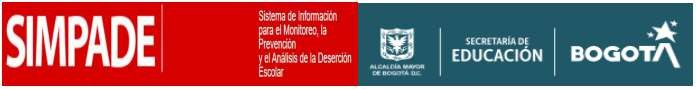 SIMPADE
Sistema de Información
para el Monitoreo, la
Prevención
y el Análisis de la Deserción
Escolar
ALCALDÍA MAYOR
DE BOGOTÁ D.C.
SECRETARÍA DE
EDUCACIÓN
BOGOTÁ